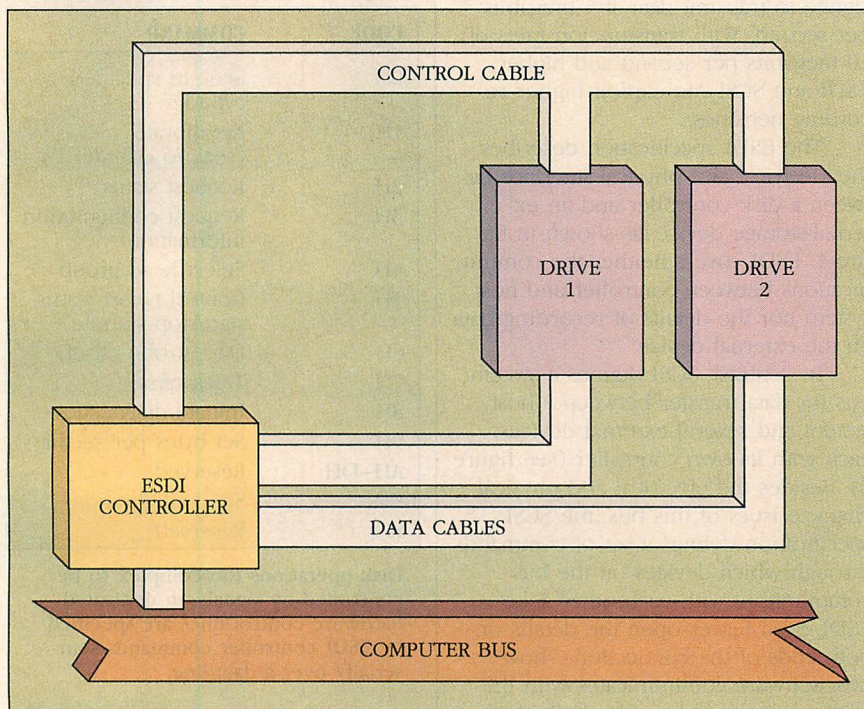 CONTROL CABLE
DRIVE
1
DRIVE
2
ESDI
CONTROLLER
DATA CABLES
COMPUTER BUS